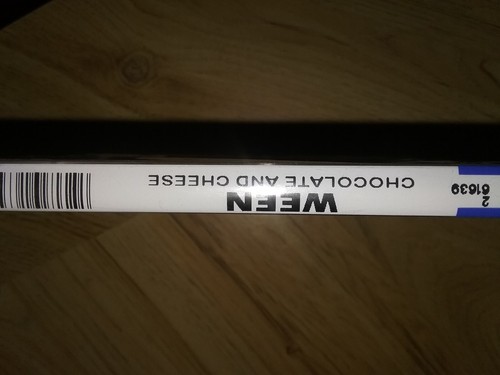 WEEN
CHOCOLATE AND CHEESE
2
61639